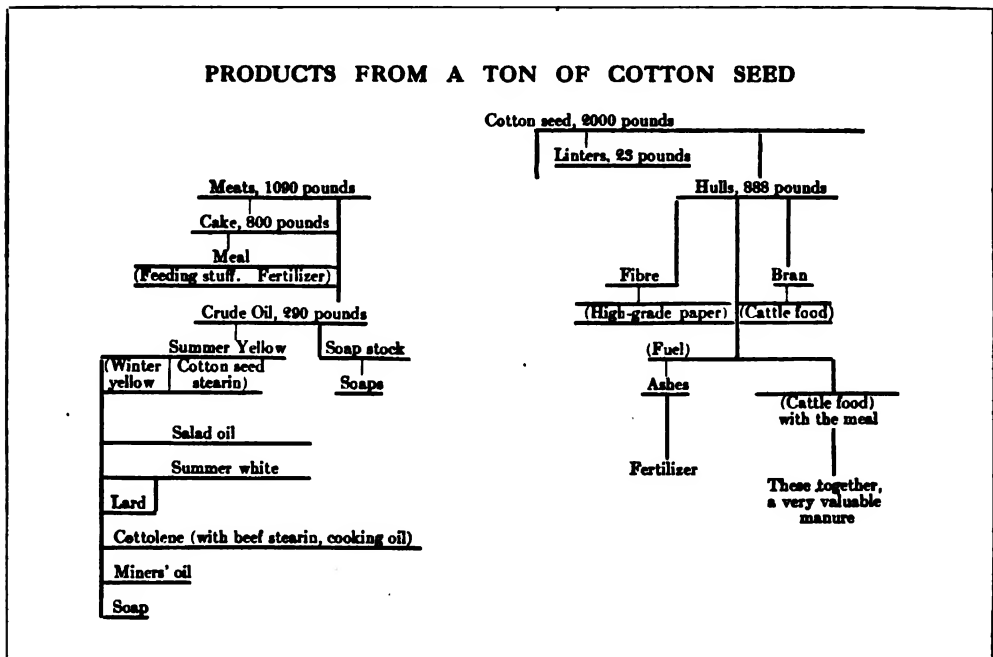 PRODUCTS FROM A TON OF COTTON SEED
Cotton seed, 2000 pounds
Linters, 23 pounds
Meats, 1090 pounds
Cake, 800 pounds
Meal
(Feeding stuff. Fertilizer)
Crude Oil, 290 pounds
Summer Yellow
(Winter
yellow
Cotton seed
stearin)
Soap stock
Soaps
Salad oil
Summer white
Lard
Cottolene (with beef stearin, cooking oil)
Miners' oil
Soap
Hulls, 888 pounds
Fibre
(High-grade paper)
Bran
(Cattle food)
(Fuel)
Ashes
Fertilizer
(Cattle food)
with the meal
These together,
a very valuable
manure